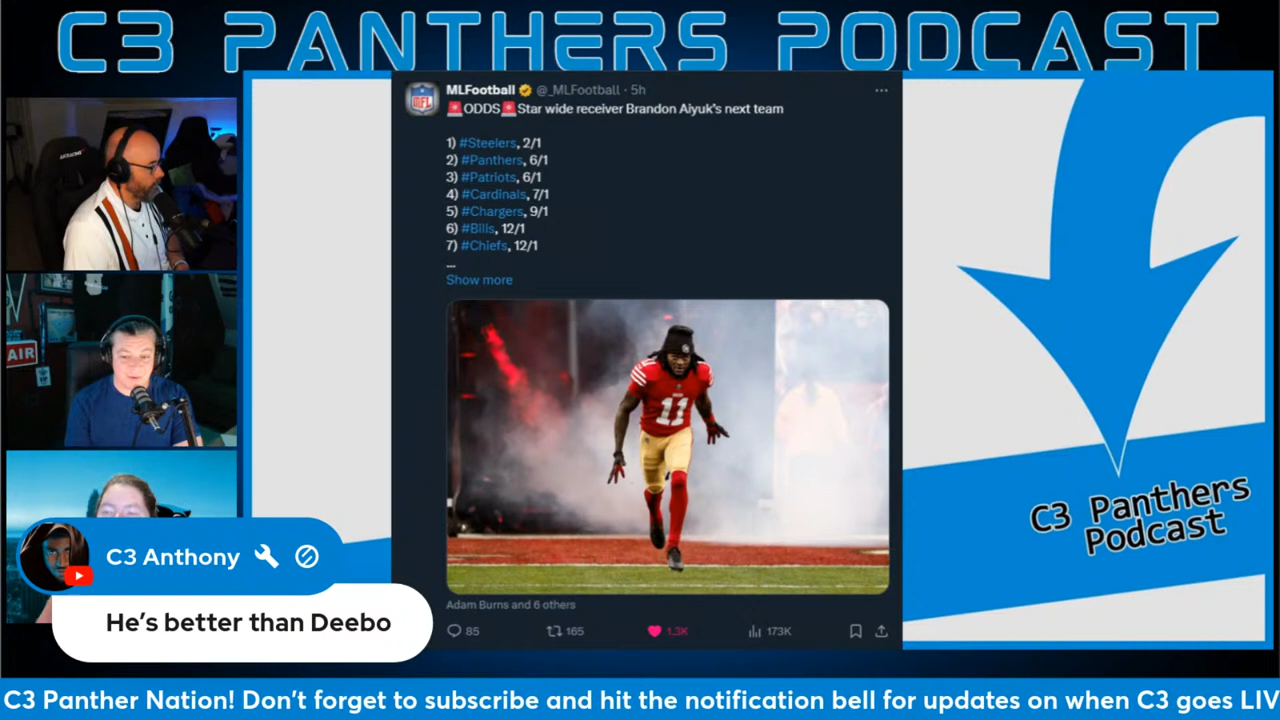 C3 PANTHERS PODCAST
MLFootball @_MLFootball · 5h
🚨ODDS🚨Star wide receiver Brandon Aiyuk's next team
1) #Steelers, 2/1
2) #Panthers, 6/1
3) #Patriots, 6/1
4) #Cardinals, 7/1
5) #Chargers, 9/1
6) #Bills, 12/1
7) #Chiefs, 12/1
...
Show more
11
Adam Burns and 6 others
85 165 1.3K 173K
AIR
C3 Anthony
He's better than Deebo
C3 Panthers
Podcast
C3 Panther Nation! Don't forget to subscribe and hit the notification bell for updates on when C3 goes LIV